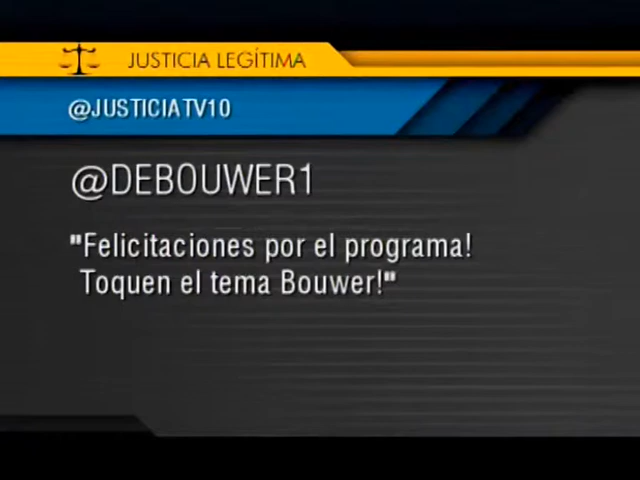 JUSTICIA LEGÍTIMA
@JUSTICIATV10
@DEBOUWER1
"Felicitaciones por el programa!
Toquen el tema Bouwer!"